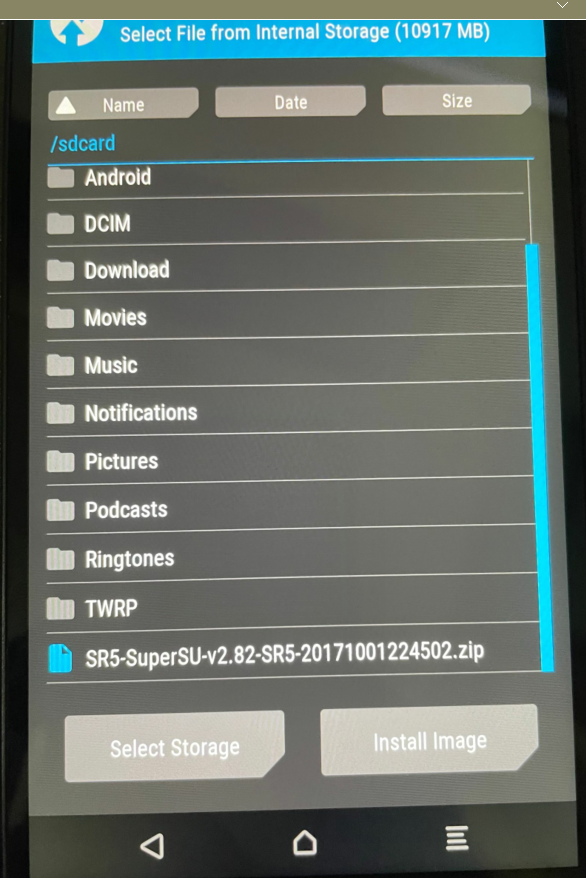 Select File from Internal Storage (10917 MB)
Name Date Size
/sdcard
Android
DCIM
Download
Movies
Music
Notifications
Pictures
Podcasts
Ringtones
TWRP
SR5-SuperSU-v2.82-SR5-20171001224502.zip
Select Storage Install Image